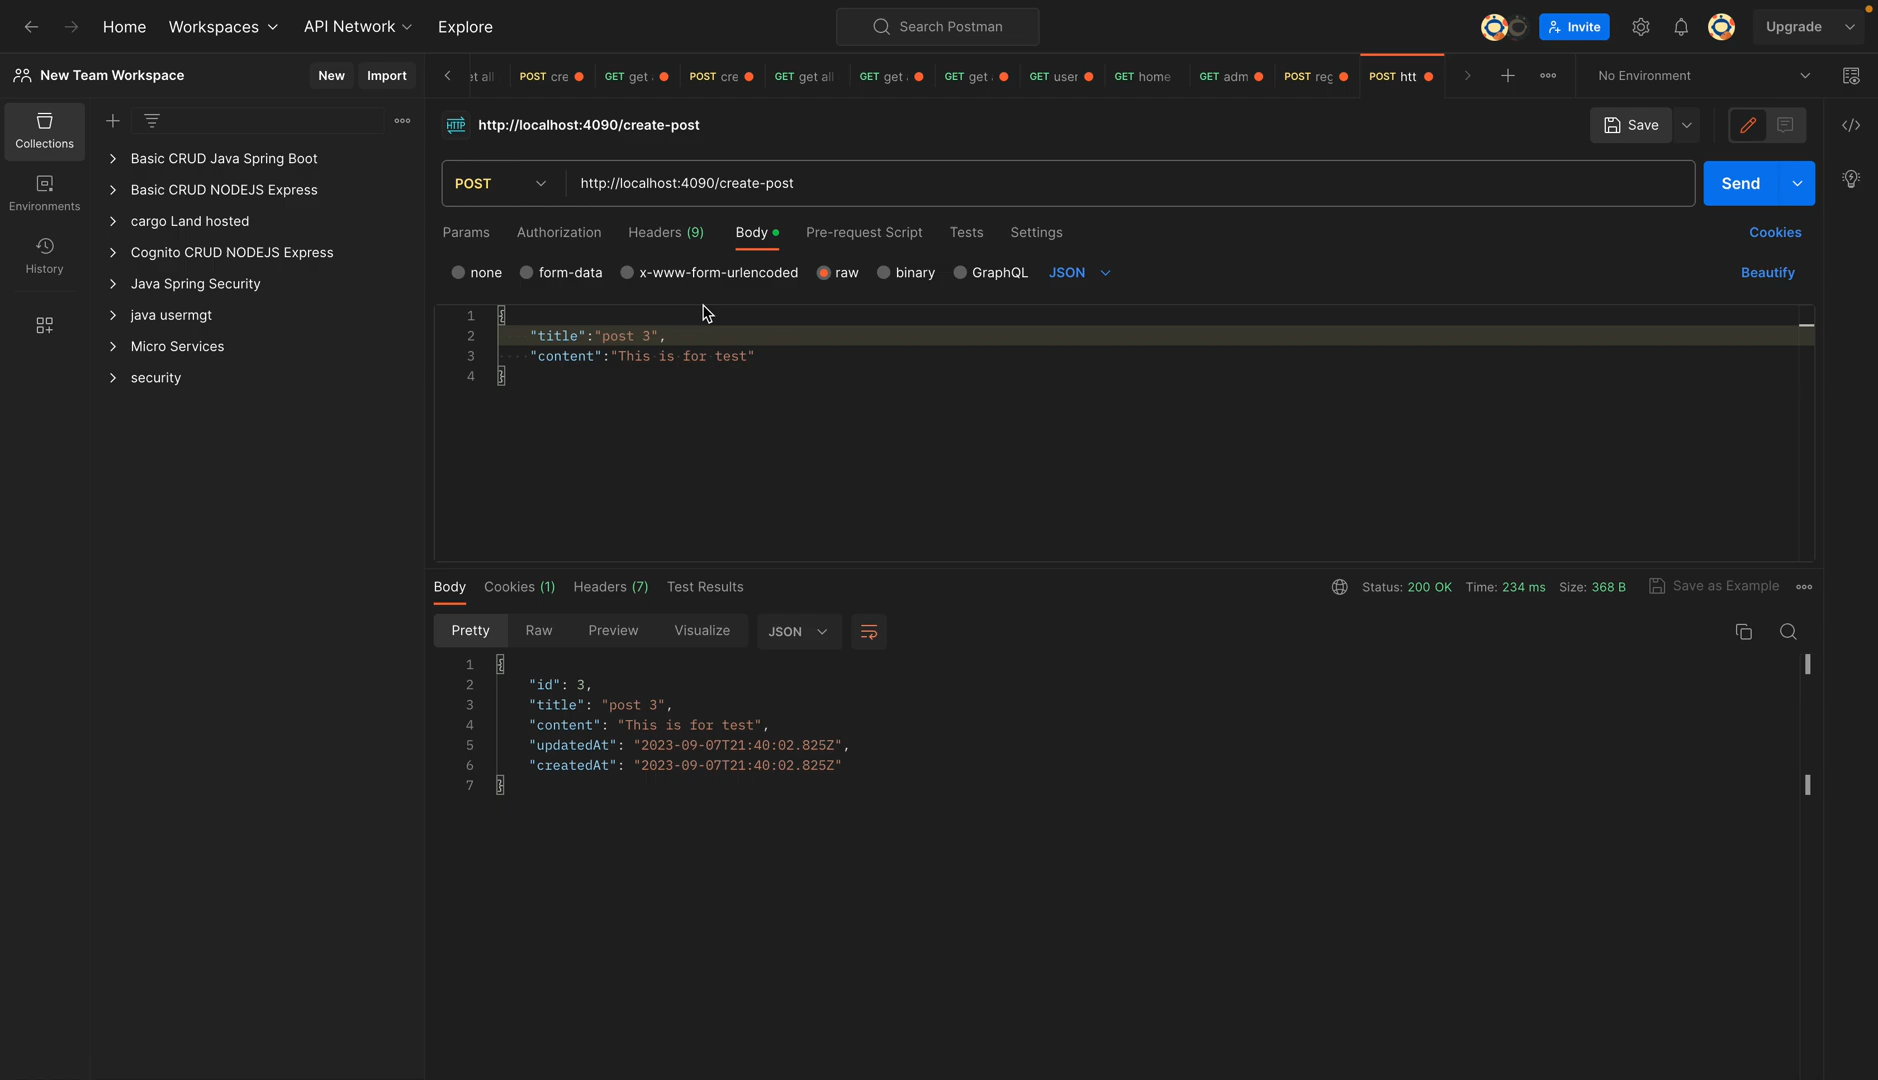 Home Workspaces API Network Explore Search Postman Invite Upgrade
New Team Workspace New Import et all POST cre GET get POST cre GET get all GET get GET get GET user GET home GET adm POST reg POST htt No Environment
Collections
Environments
History
Basic CRUD Java Spring Boot
Basic CRUD NODEJS Express
cargo Land hosted
Cognito CRUD NODEJS Express
Java Spring Security
java usermgt
Micro Services
security
HTTP http://localhost:4090/create-post Save
POST http://localhost:4090/create-post Send
Params Authorization Headers (9) Body Pre-request Script Tests Settings Cookies
none form-data x-www-form-urlencoded raw binary GraphQL JSON Beautify
1 {
2 "title":"post 3",
3 "content":"This is for test"
4 }
Body Cookies (1) Headers (7) Test Results Status: 200 OK Time: 234 ms Size: 368 B Save as Example
Pretty Raw Preview Visualize JSON
1 {
2 "id": 3,
3 "title": "post 3",
4 "content": "This is for test",
5 "updatedAt": "2023-09-07T21:40:02.825Z",
6 "createdAt": "2023-09-07T21:40:02.825Z"
7 }